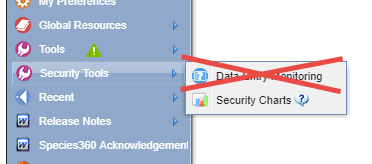 My Preferences
Global Resources
Tools
Security Tools
Data Entry Monitoring
Security Charts
Recent
Release Notes
Species360 Acknowledgement